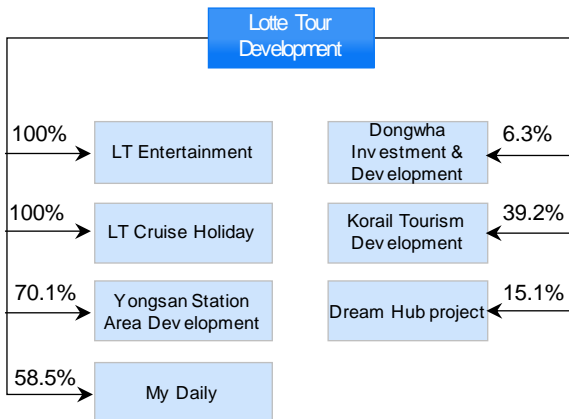 Lotte Tour
Development
100%
LT Entertainment
100%
LT Cruise Holiday
70.1%
Yongsan Station
Area Development
58.5%
My Daily
Dongwha
Investment &
Development
6.3%
Korail Tourism
Development
39.2%
Dream Hub project
15.1%